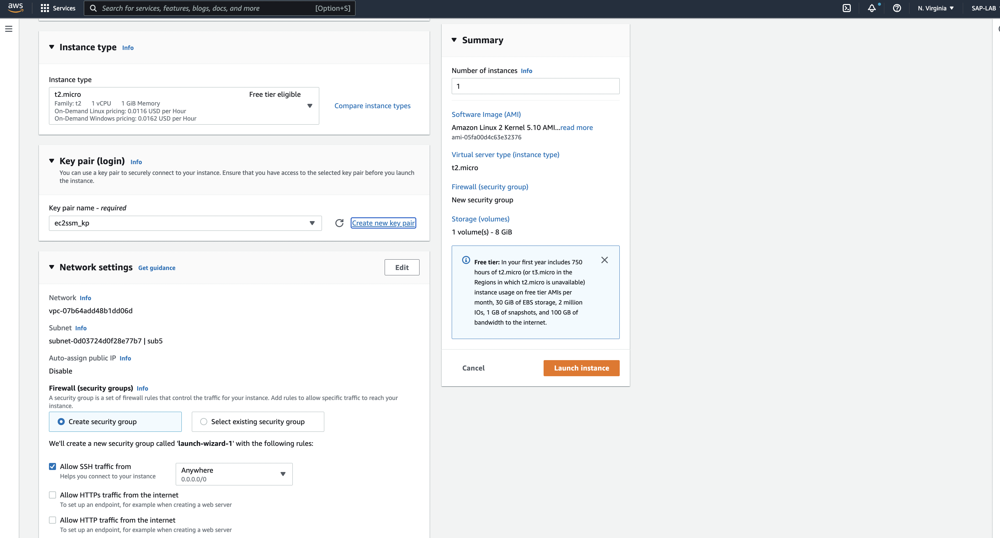 aws
Services
Search for services, features, blogs, docs, and more
[Option+S]
N. Virginia
SAP-LAB
Instance type Info
Instance type
t2.micro
Free tier eligible
Family: t2 1 vCPU 1 GiB Memory
On-Demand Linux pricing: 0.0116 USD per Hour
On-Demand Windows pricing: 0.0162 USD per Hour
Compare instance types
Key pair (login) Info
You can use a key pair to securely connect to your instance. Ensure that you have access to the selected key pair before you launch
the instance.
Key pair name - required
ec2ssm_kp
Create new key pair
Network settings Get guidance
Edit
Network Info
vpc-07b64add48b1dd06d
Subnet Info
subnet-0d03724d0f28e77b7 | sub5
Auto-assign public IP Info
Disable
Firewall (security groups) Info
A security group is a set of firewall rules that control the traffic for your instance. Add rules to allow specific traffic to reach your
instance.
Create security group
Select existing security group
We'll create a new security group called 'launch-wizard-1' with the following rules:
Allow SSH traffic from
Helps you connect to your instance
Anywhere
0.0.0.0/0
Allow HTTPs traffic from the internet
To set up an endpoint, for example when creating a web server
Allow HTTP traffic from the internet
To set up an endpoint, for example when creating a web server
Summary
Number of instances Info
1
Software Image (AMI)
Amazon Linux 2 Kernel 5.10 AMI...read more
ami-05fa00d4c63e32376
Virtual server type (instance type)
t2.micro
Firewall (security group)
New security group
Storage (volumes)
1 volume(s) - 8 GiB
Free tier: In your first year includes 750
hours of t2.micro (or t3.micro in the
Regions in which t2.micro is unavailable)
instance usage on free tier AMIs per
month, 30 GiB of EBS storage, 2 million
IOs, 1 GB of snapshots, and 100 GB of
bandwidth to the internet.
Cancel
Launch instance